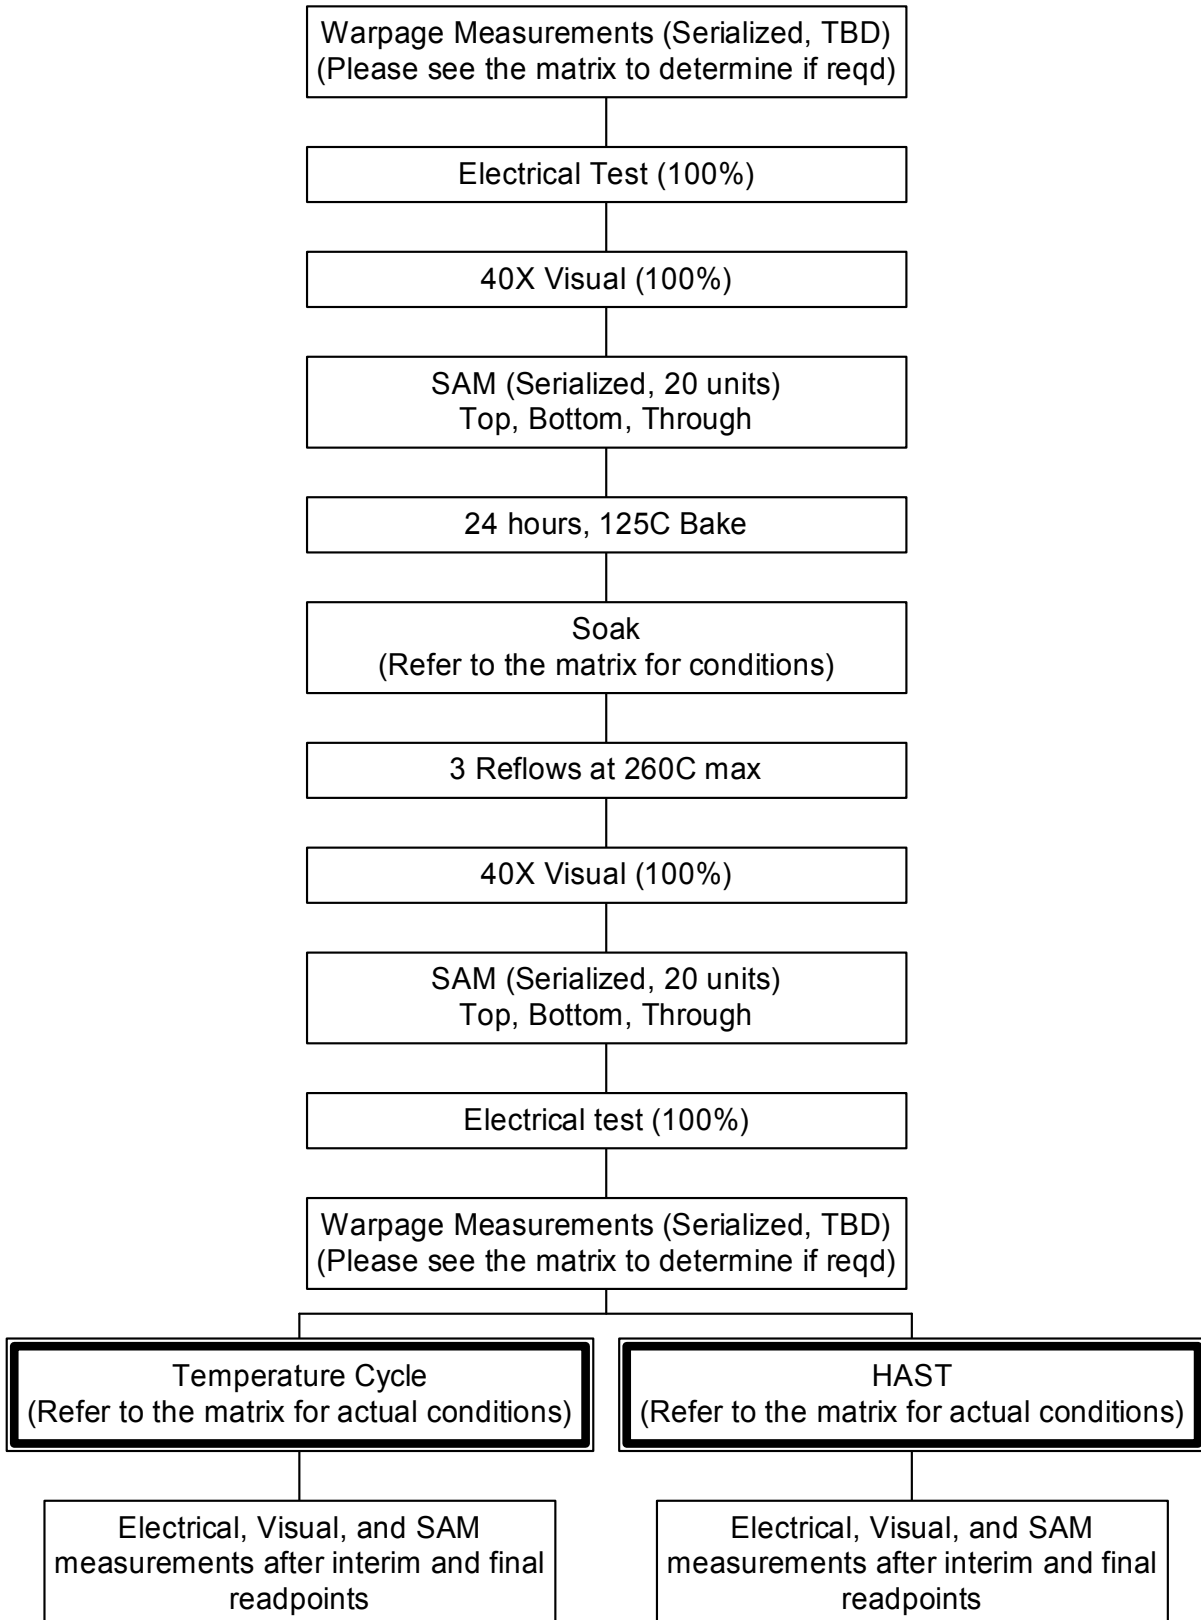 Warpage Measurements (Serialized, TBD)
(Please see the matrix to determine if reqd)
Electrical Test (100%)
40X Visual (100%)
SAM (Serialized, 20 units)
Top, Bottom, Through
24 hours, 125C Bake
Soak
(Refer to the matrix for conditions)
3 Reflows at 260C max
40X Visual (100%)
SAM (Serialized, 20 units)
Top, Bottom, Through
Electrical test (100%)
Warpage Measurements (Serialized, TBD)
(Please see the matrix to determine if reqd)
Temperature Cycle
(Refer to the matrix for actual conditions)
HAST
(Refer to the matrix for actual conditions)
Electrical, Visual, and SAM
measurements after interim and final
readpoints
Electrical, Visual, and SAM
measurements after interim and final
readpoints